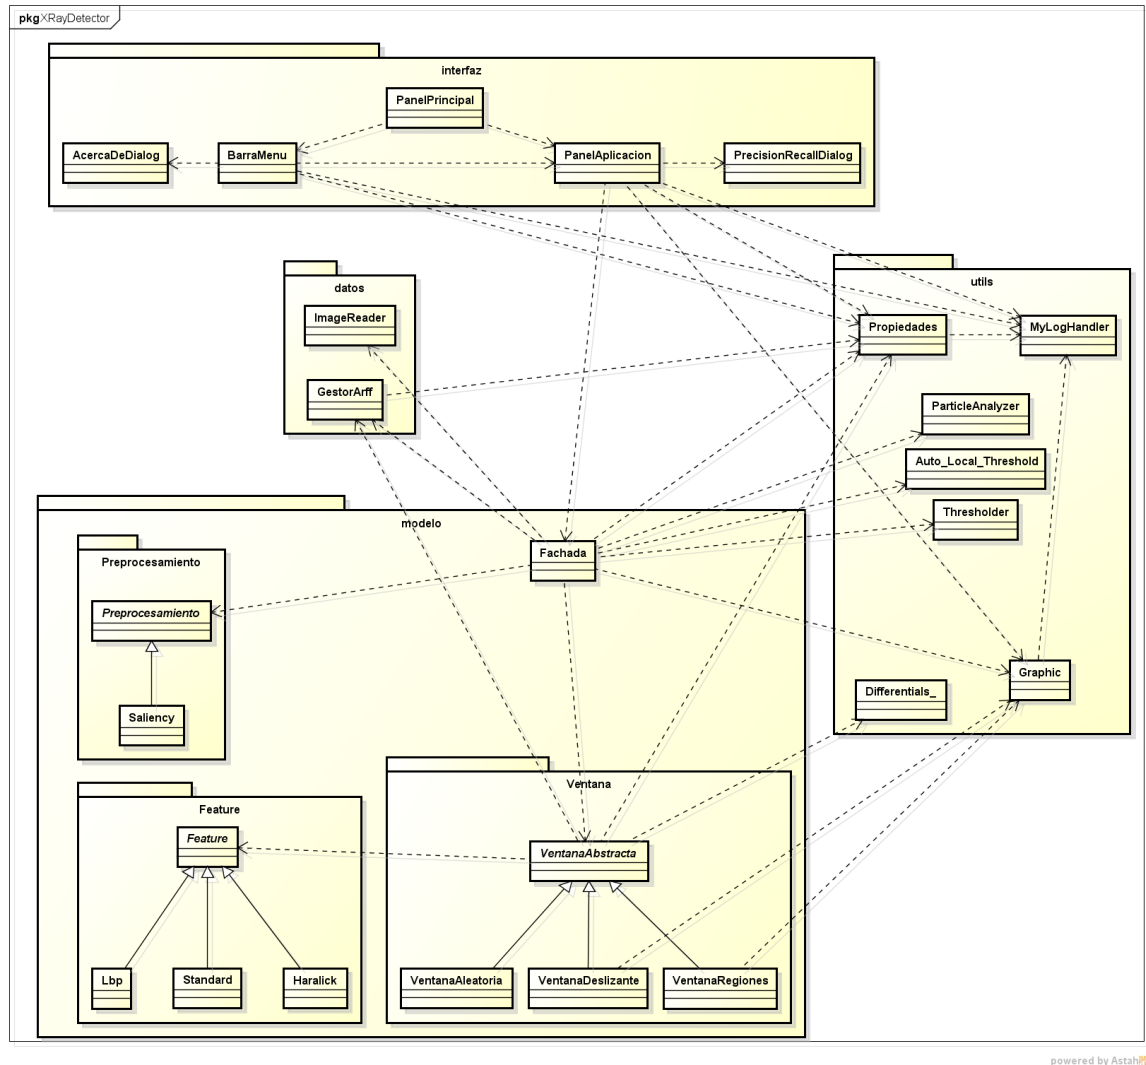 pkg XRayDetector
interfaz
PanelPrincipal
AcercaDeDialog
BarraMenu
PanelAplicacion
PrecisionRecallDialog
datos
utils
ImageReader
Propiedades
MyLogHandler
GestorArff
ParticleAnalyzer
Auto_Local_Threshold
Thresholder
modelo
Fachada
Preprocesamiento
Preprocesamiento
Graphic
Differentials_
Saliency
Ventana
Feature
Feature
VentanaAbstracta
Lbp
Standard
Haralick
VentanaAleatoria
VentanaDeslizante
VentanaRegiones
powered by Astah